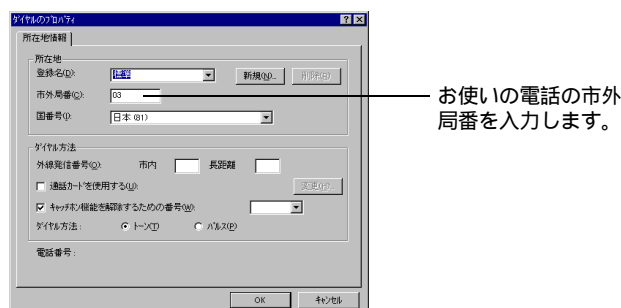 ダイヤルのプロパティ
所在地情報
所在地
登録名(D): 標準 新規(N)... 削除(R)
市外局番(C): 03
国番号(I): 日本 (81)
お使いの電話の市外
局番を入力します。
ダイヤル方法
外線発信番号(O): 市内 長距離
通話カードを使用する(U): 変更(H)...
キャッチホン機能を解除するための番号(W):
ダイヤル方法: トーン(T) パルス(P)
電話番号:
OK キャンセル